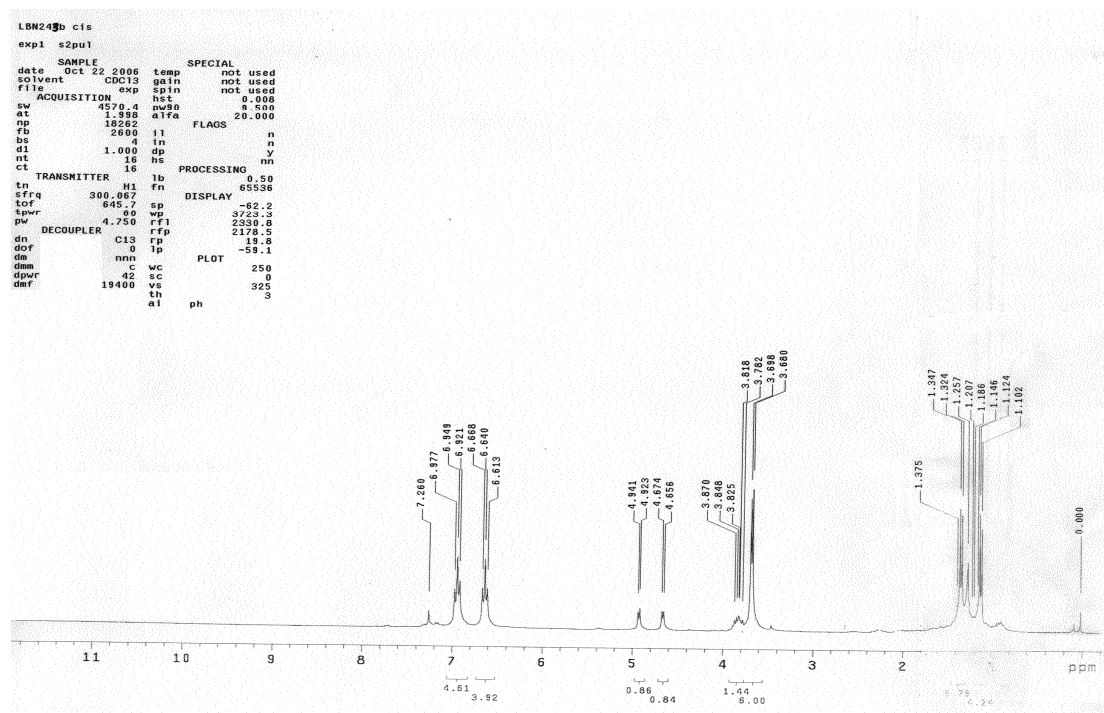 LBN243b cis
exp1 s2pul
SAMPLE
date Oct 22 2006
solvent CDCl3
file exp
ACQUISITION
sw 4570.4
at 1.998
np 18262
fb 2600
bs 4
d1 1.000
nt 16
ct 16
TRANSMITTER
tn H1
sfrq 300.067
tof 645.7
tpwr 60
pw 4.750
DECOUPLER
dn C13
dof 0
dm nnn
dmm c
dpwr 42
dmf 19400
SPECIAL
temp not used
gain not used
spin not used
hst 0.008
pw90 9.500
alfa 20.000
FLAGS
il n
in n
dp y
hs nn
PROCESSING
lb 0.50
fn 65536
DISPLAY
sp -62.2
wp 3723.3
rfl 2330.8
rfp 2178.5
rp 19.8
lp -59.1
PLOT
wc 250
sc 0
vs 325
th 3
ai ph
7.260
6.977
6.949
6.921
6.668
6.640
6.613
4.941
4.923
4.674
4.656
3.870
3.848
3.825
3.818
3.782
3.698
3.680
1.375
1.347
1.324
1.257
1.207
1.186
1.146
1.124
1.102
0.000
11 10 9 8 7 6 5 4 3 2 1 ppm
4.61
3.92
0.86
0.84
1.44
6.00
4.24